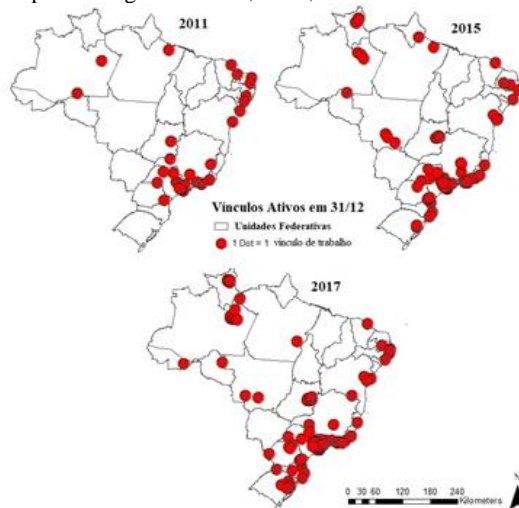 2011
2015
Vínculos Ativos em 31/12
Unidades Federativas
1 Dot = 1 vínculo de trabalho
2017
N
0 30 60 120 180 240
Kilometers